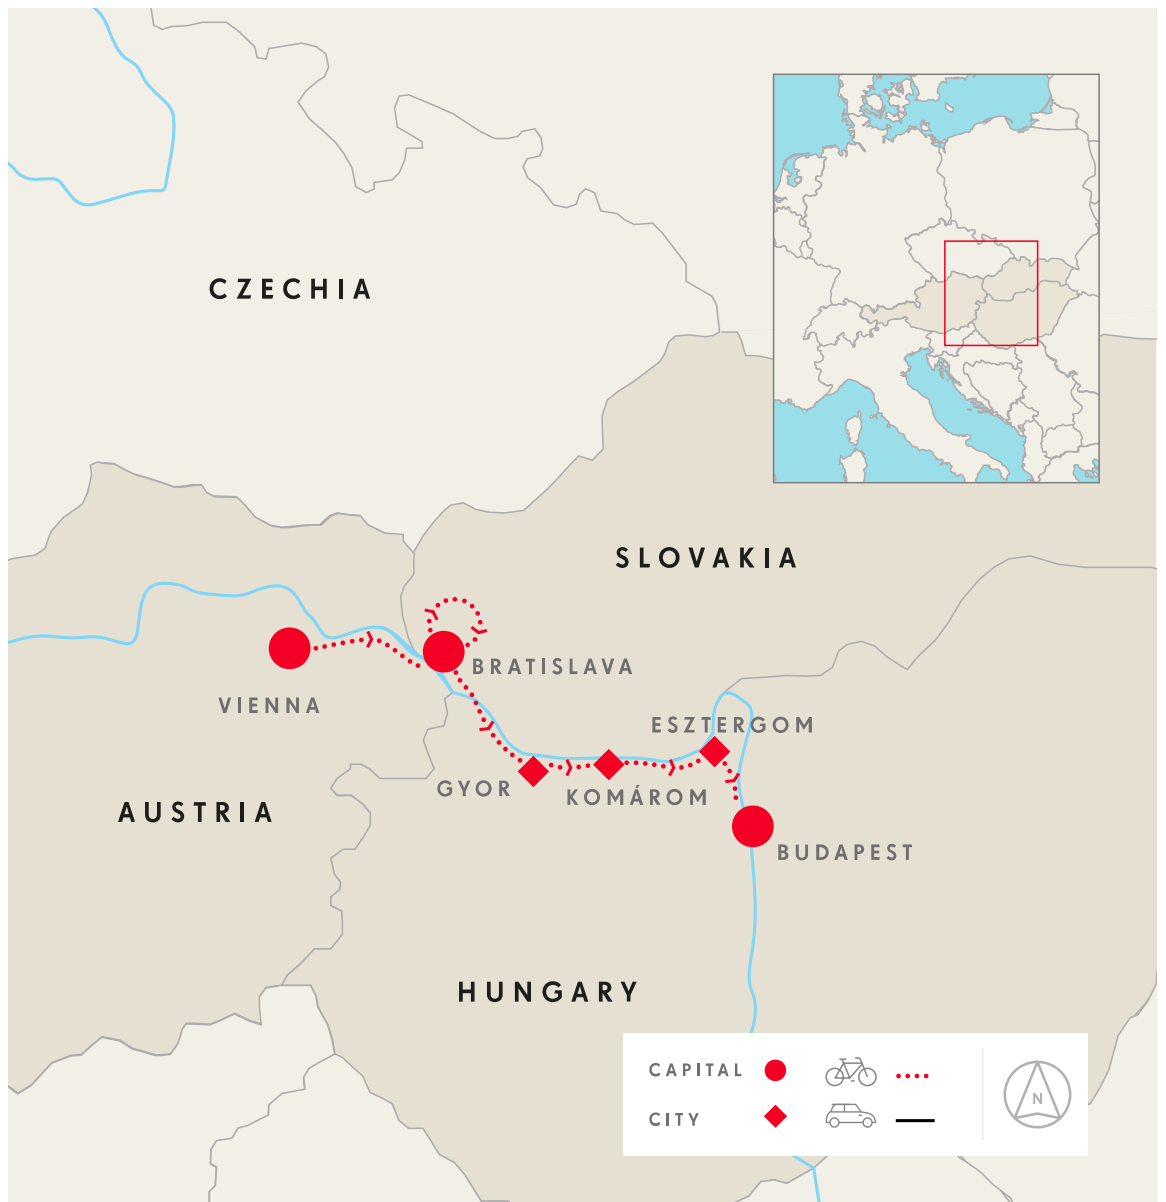 CZECHIA
SLOVAKIA
BRATISLAVA
VIENNA
ESZTERGOM
GYOR
KOMÁROM
AUSTRIA
BUDAPEST
HUNGARY
CAPITAL
CITY
N